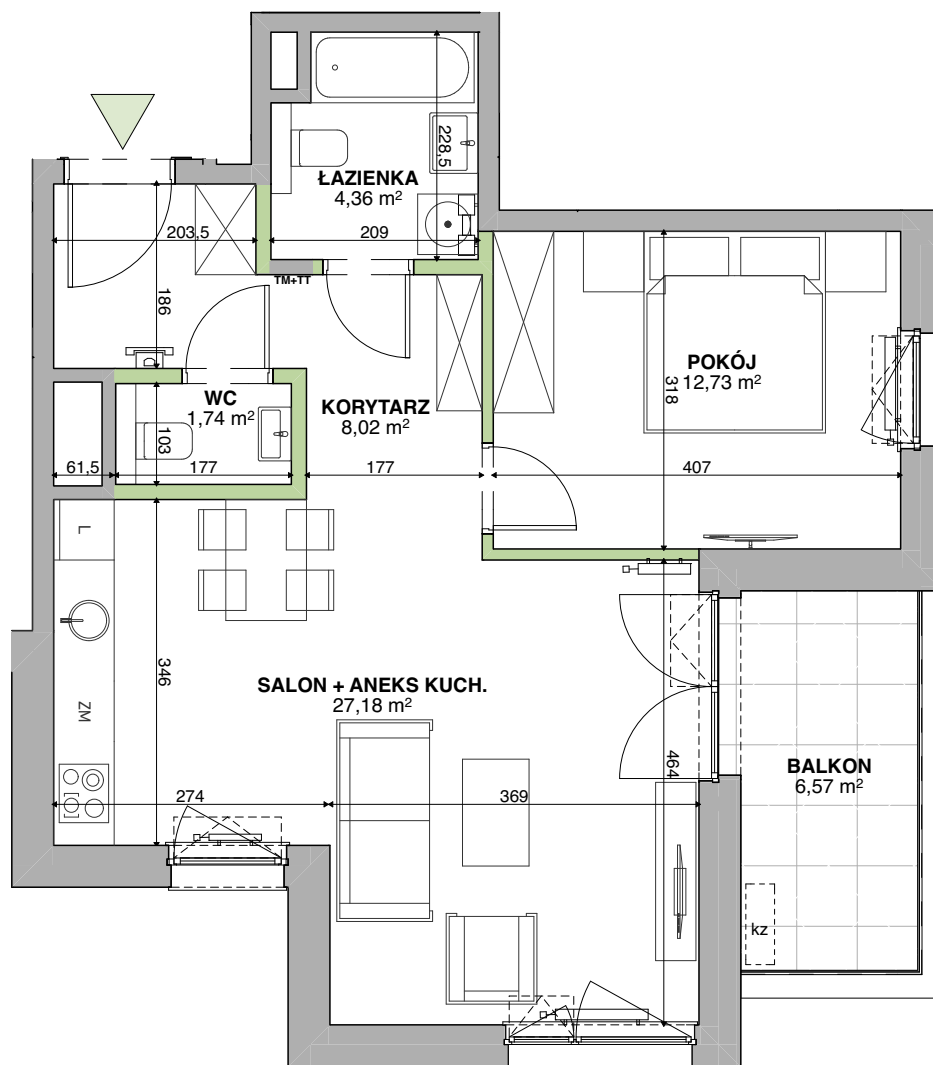 228,5
ŁAZIENKA
4,36 m²
203,5
209
TM+TT
186
POKÓJ
12,73 m²
318
WC
1,74 m²
KORYTARZ
8,02 m²
103
61,5
177
177
407
L
346
SALON + ANEKS KUCH.
27,18 m²
ZM
464
BALKON
6,57 m²
274
369
kz